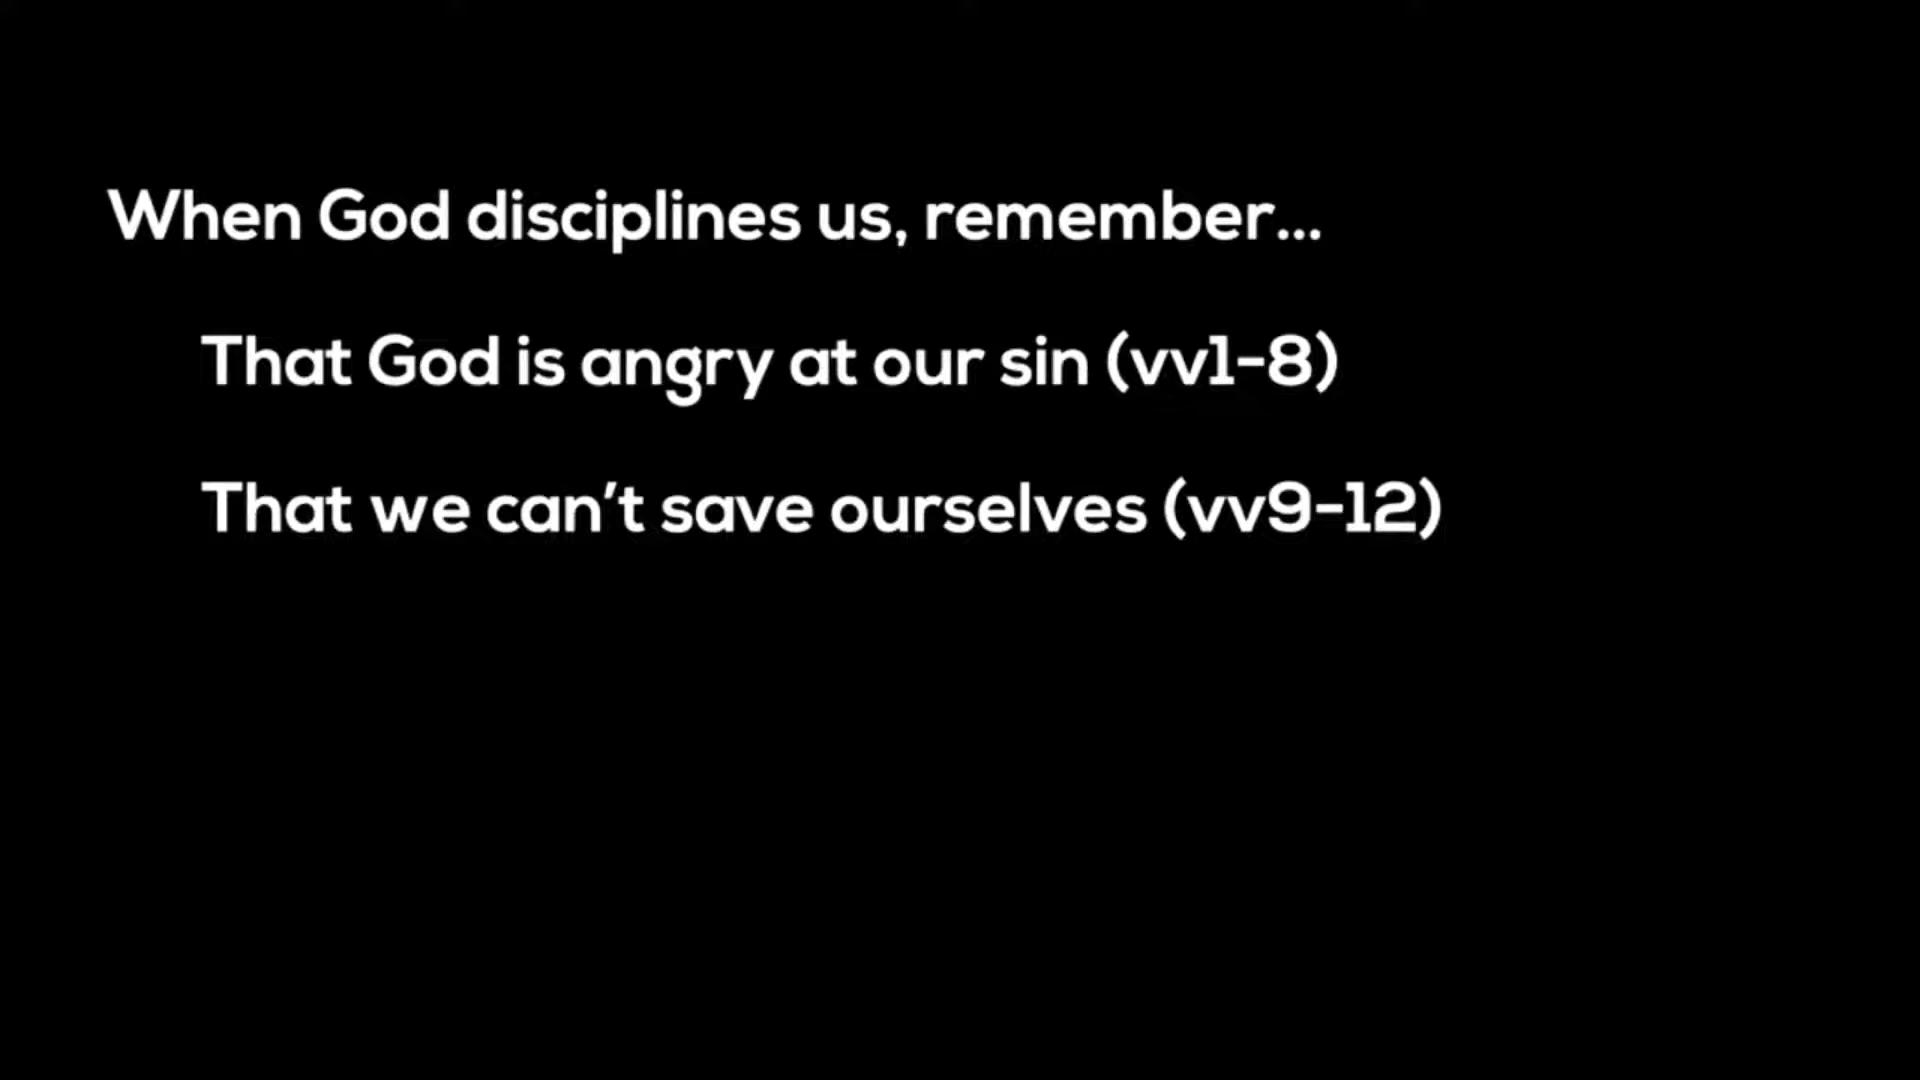 When God disciplines us, remember...
That God is angry at our sin (vv1-8)
That we can’t save ourselves (vv9-12)